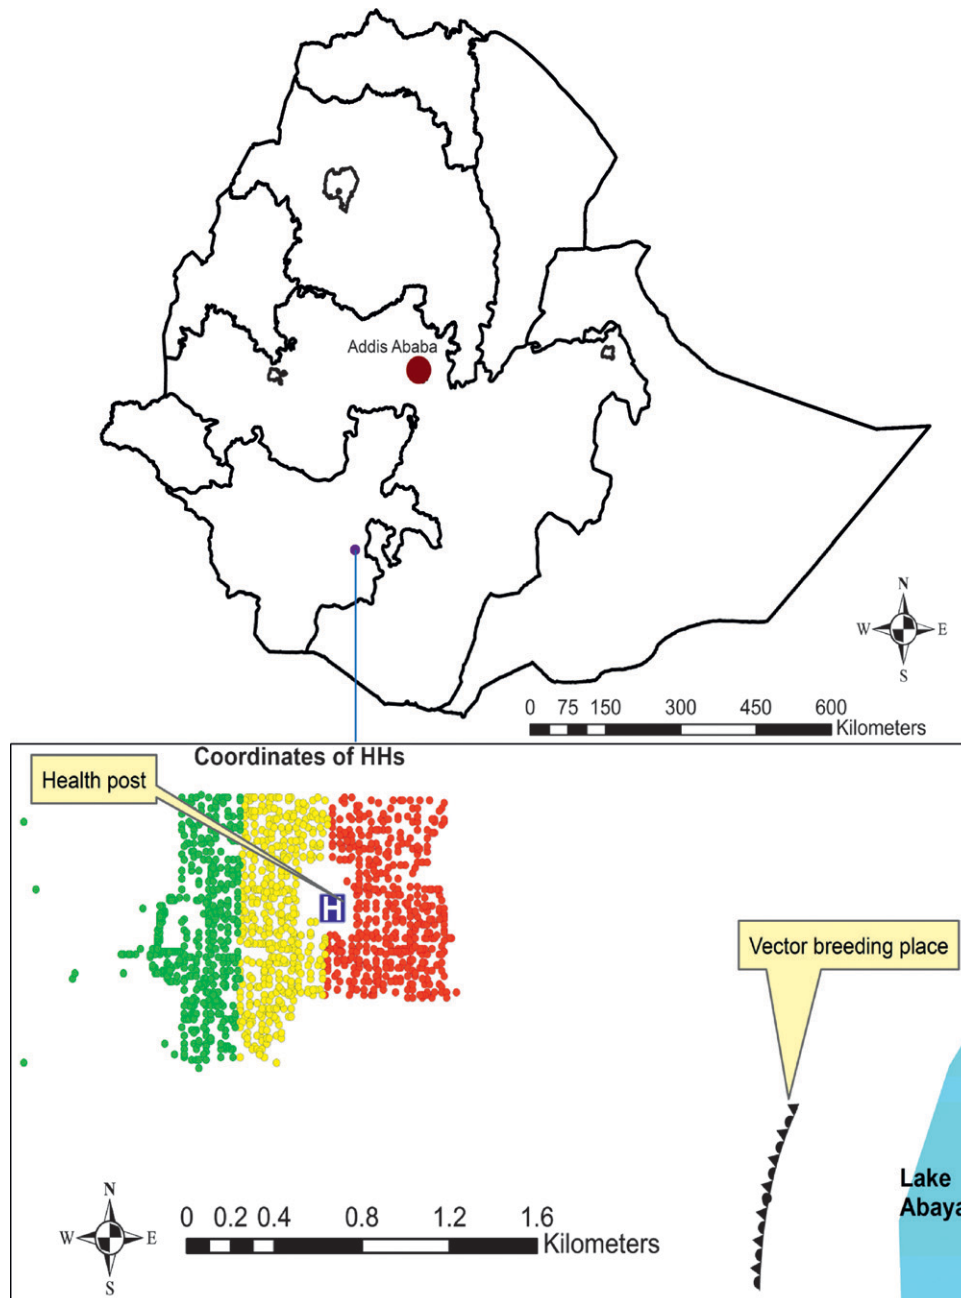 Addis Ababa
N
W E
S
0 75 150 300 450 600
Kilometers
Coordinates of HHs
Health post
H
Vector breeding place
Lake
Abaya
N
W E
S
0 0.2 0.4 0.8 1.2 1.6
Kilometers